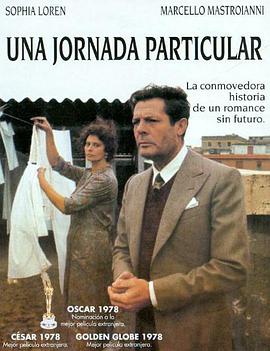 SOPHIA LOREN MARCELLO MASTROIANNI
UNA JORNADA PARTICULAR
La conmovedora
historia
de un romance
sin futuro.
OSCAR 1978
Nominación a la
mejor película extranjera.
CÉSAR 1978
Mejor película extranjera.
GOLDEN GLOBE 1978
Mejor película extranjera.